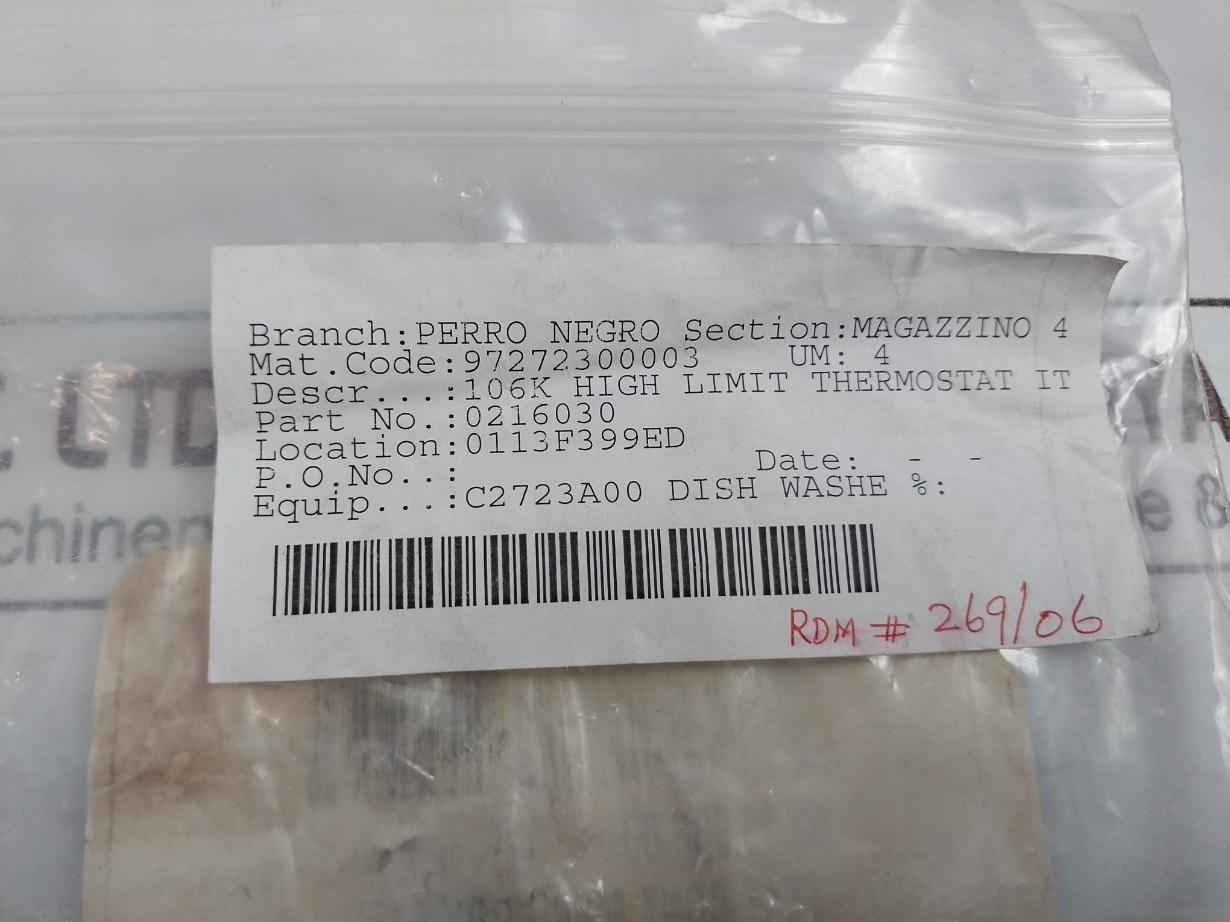 Branch:PERRO NEGRO Section:MAGAZZINO 4
Mat.Code:97272300003 UM: 4
Descr...:106K HIGH LIMIT THERMOSTAT IT
Part No.:0216030
Location:0113F399ED
P.O.No..: Date: - -
Equip...:C2723A00 DISH WASHE %:
RDM # 269/06
LTD
e &